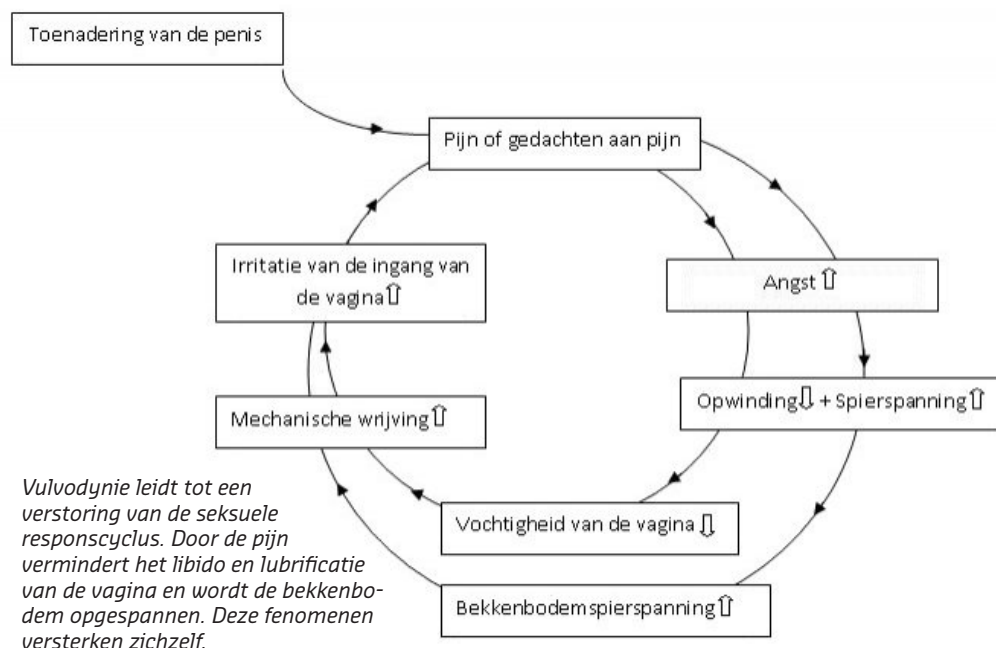 Toenadering van de penis
Pijn of gedachten aan pijn
Irritatie van de ingang van
de vagina⇧
Angst⇧
Mechanische wrijving⇧
Opwinding⇩ + Spierspanning⇧
Vochtigheid van de vagina⇩
Bekkenbodemspierspanning⇧
Vulvodynie leidt tot een
verstoring van de seksuele
responscyclus. Door de pijn
vermindert het libido en lubrificatie
van de vagina en wordt de bekkenbo-
dem opgespannen. Deze fenomenen
versterken zichzelf.